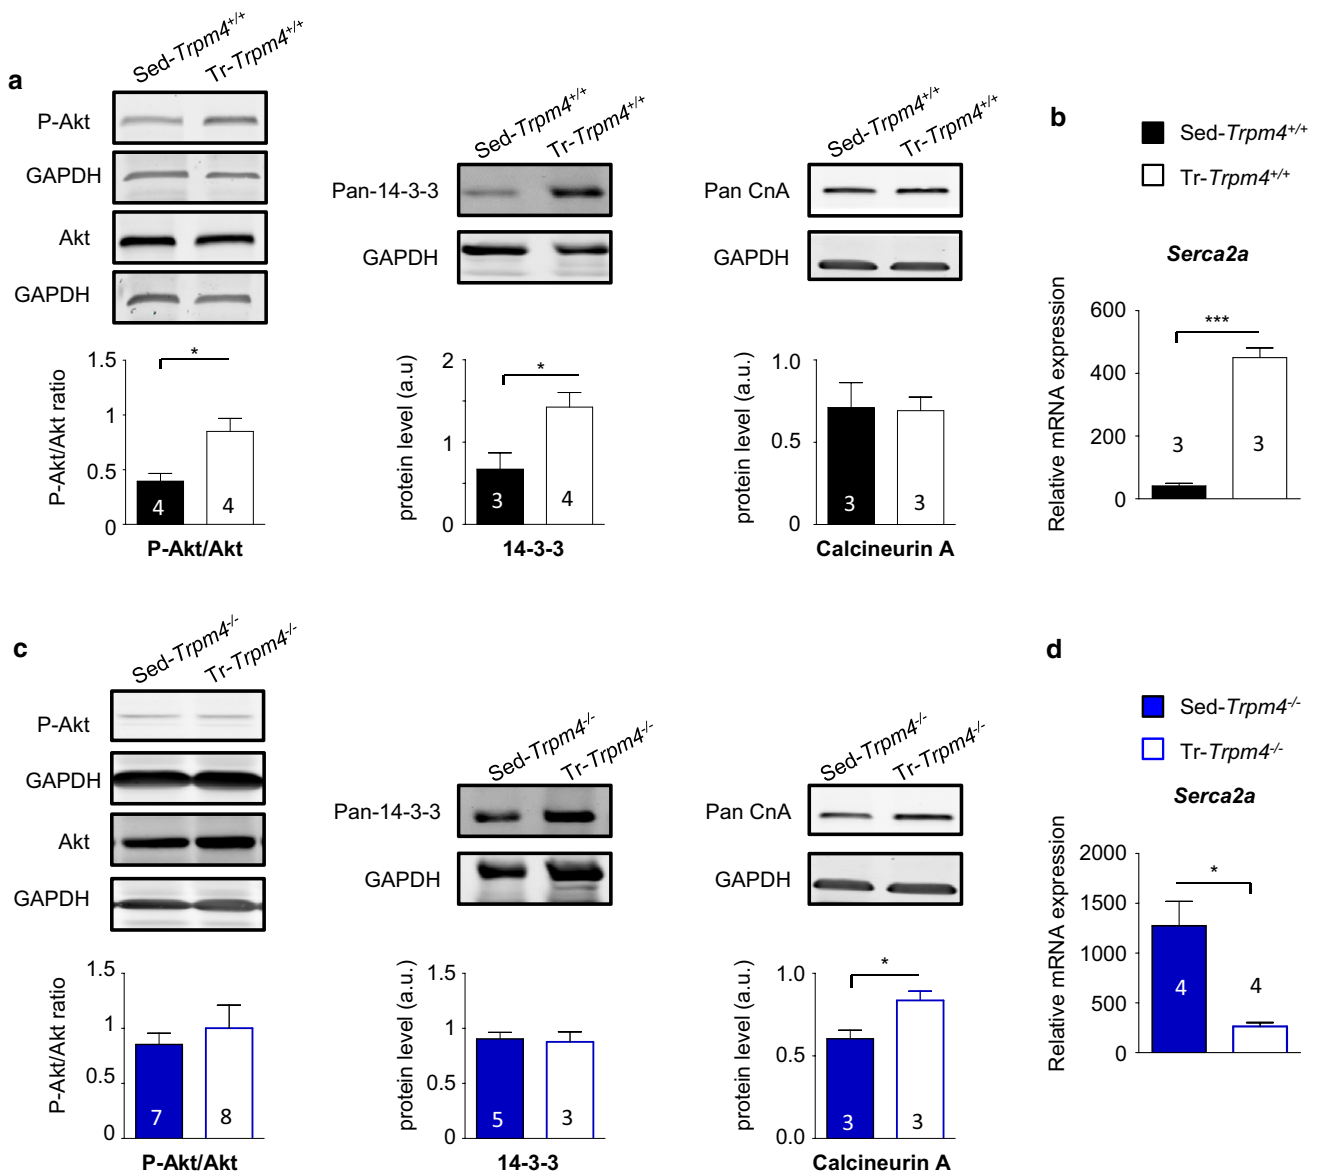 a
Sed-Trpm4+/+
Tr-Trpm4+/+
P-Akt
GAPDH
Akt
GAPDH
1.5
1
0.5
0
P-Akt/Akt ratio
*
4
4
P-Akt/Akt
Sed-Trpm4+/+
Tr-Trpm4+/+
Pan-14-3-3
GAPDH
2
1
0
protein level (a.u)
*
3
4
14-3-3
Sed-Trpm4+/+
Tr-Trpm4+/+
Pan CnA
GAPDH
1.0
0.5
0
protein level (a.u.)
3
3
Calcineurin A
b
Sed-Trpm4+/+
Tr-Trpm4+/+
Serca2a
600
400
200
0
Relative mRNA expression
***
3
3
c
Sed-Trpm4-/-
Tr-Trpm4-/-
P-Akt
GAPDH
Akt
GAPDH
1.5
1
0.5
0
P-Akt/Akt ratio
7
8
P-Akt/Akt
Sed-Trpm4-/-
Tr-Trpm4-/-
Pan-14-3-3
GAPDH
1.5
1
0.5
0
protein level (a.u.)
5
3
14-3-3
Sed-Trpm4-/-
Tr-Trpm4-/-
Pan CnA
GAPDH
1.0
0.5
0.0
protein level (a.u.)
*
3
3
Calcineurin A
d
Sed-Trpm4-/-
Tr-Trpm4-/-
Serca2a
2000
1500
1000
500
0
Relative mRNA expression
*
4
4